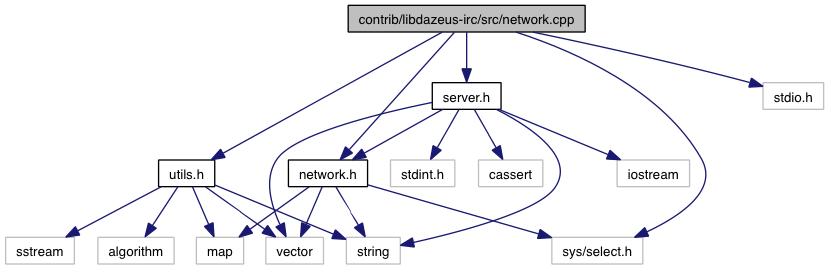 contrib/libdazeus-irc/src/network.cpp
server.h
stdio.h
utils.h
network.h
stdint.h
cassert
iostream
sstream
algorithm
map
vector
string
sys/select.h